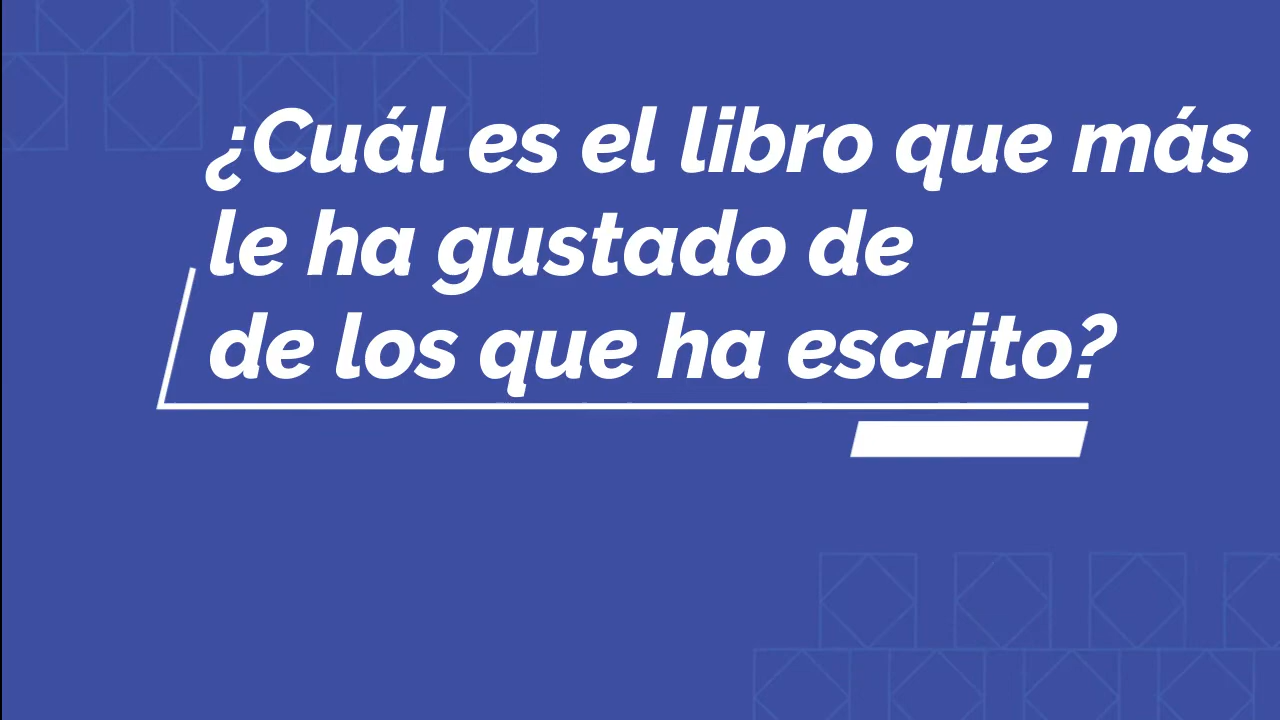 ¿Cuál es el libro que más
le ha gustado de
de los que ha escrito?